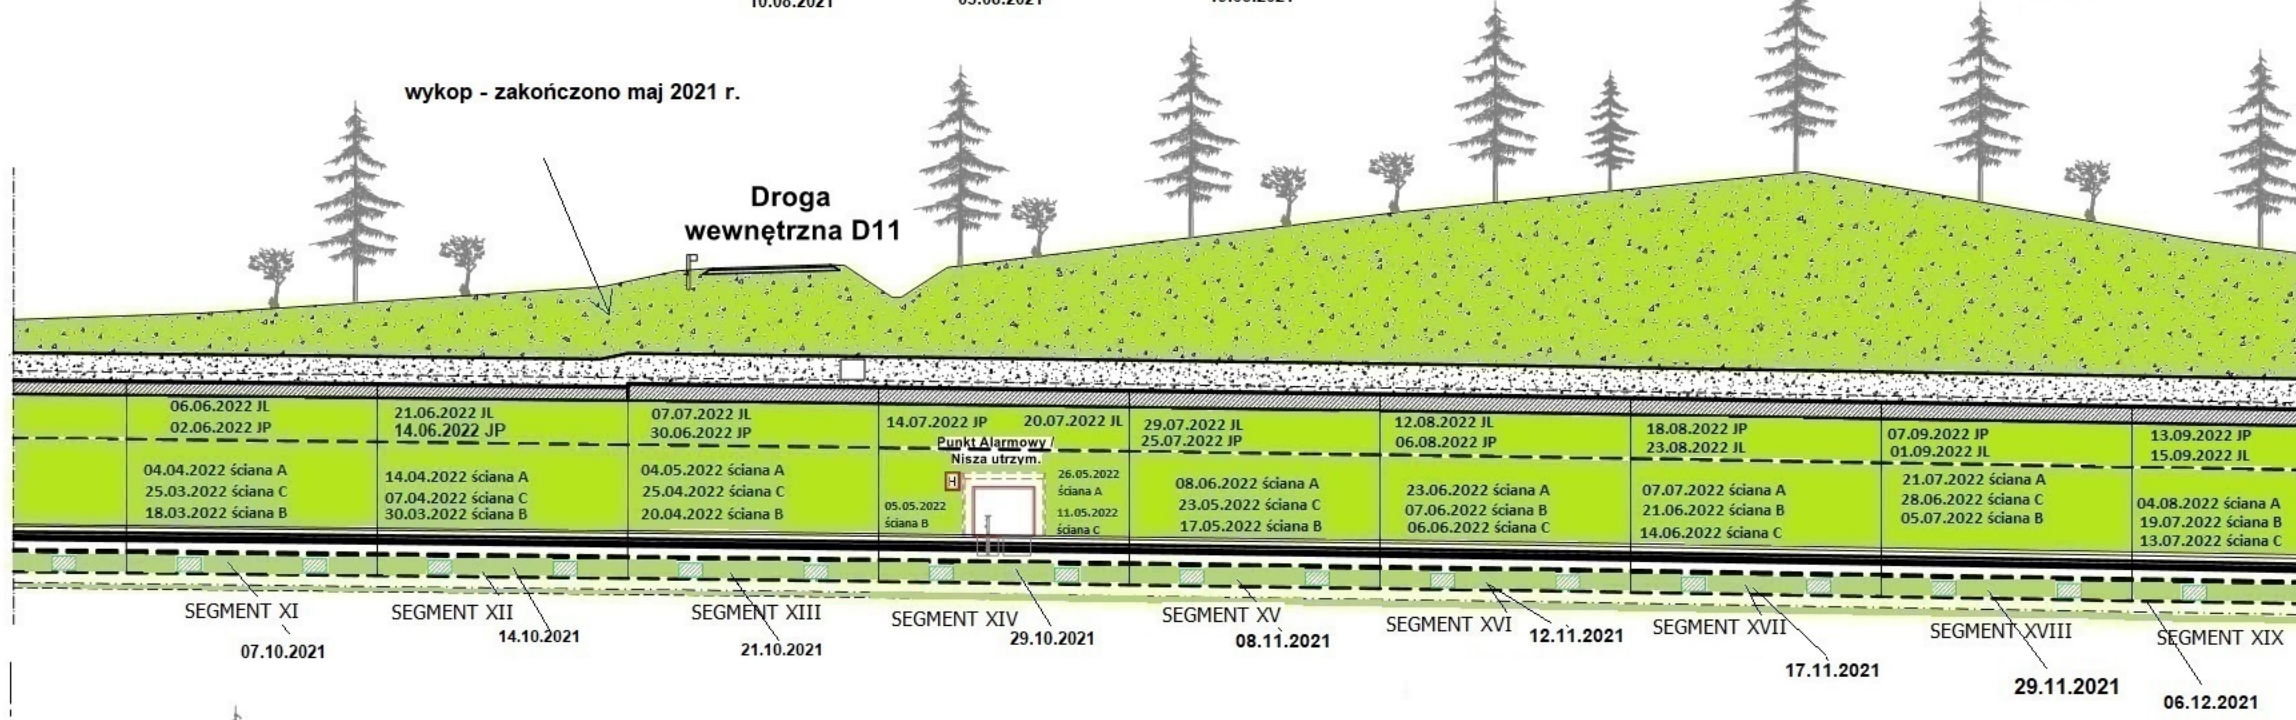 10.08.2021
wykop - zakończono maj 2021 r.
Droga
wewnętrzna D11
06.06.2022 JL
02.06.2022 JP
04.04.2022 ściana A
25.03.2022 ściana C
18.03.2022 ściana B
21.06.2022 JL
14.06.2022 JP
14.04.2022 ściana A
07.04.2022 ściana C
30.03.2022 ściana B
07.07.2022 JL
30.06.2022 JP
04.05.2022 ściana A
25.04.2022 ściana C
20.04.2022 ściana B
14.07.2022 JP
20.07.2022 JL
Punkt Alarmowy /
Nisza utrzym.
H
05.05.2022
ściana B
26.05.2022
ściana A
11.05.2022
ściana C
29.07.2022 JL
25.07.2022 JP
08.06.2022 ściana A
23.05.2022 ściana C
17.05.2022 ściana B
12.08.2022 JL
06.08.2022 JP
23.06.2022 ściana A
07.06.2022 ściana B
06.06.2022 ściana C
18.08.2022 JP
23.08.2022 JL
07.07.2022 ściana A
21.06.2022 ściana B
14.06.2022 ściana C
07.09.2022 JP
01.09.2022 JL
21.07.2022 ściana A
28.06.2022 ściana C
05.07.2022 ściana B
13.09.2022 JP
15.09.2022 JL
04.08.2022 ściana A
19.07.2022 ściana B
13.07.2022 ściana C
SEGMENT XI
SEGMENT XII
SEGMENT XIII
SEGMENT XIV
SEGMENT XV
SEGMENT XVI
SEGMENT XVII
SEGMENT XVIII
SEGMENT XIX
07.10.2021
14.10.2021
21.10.2021
29.10.2021
08.11.2021
12.11.2021
17.11.2021
29.11.2021
06.12.2021